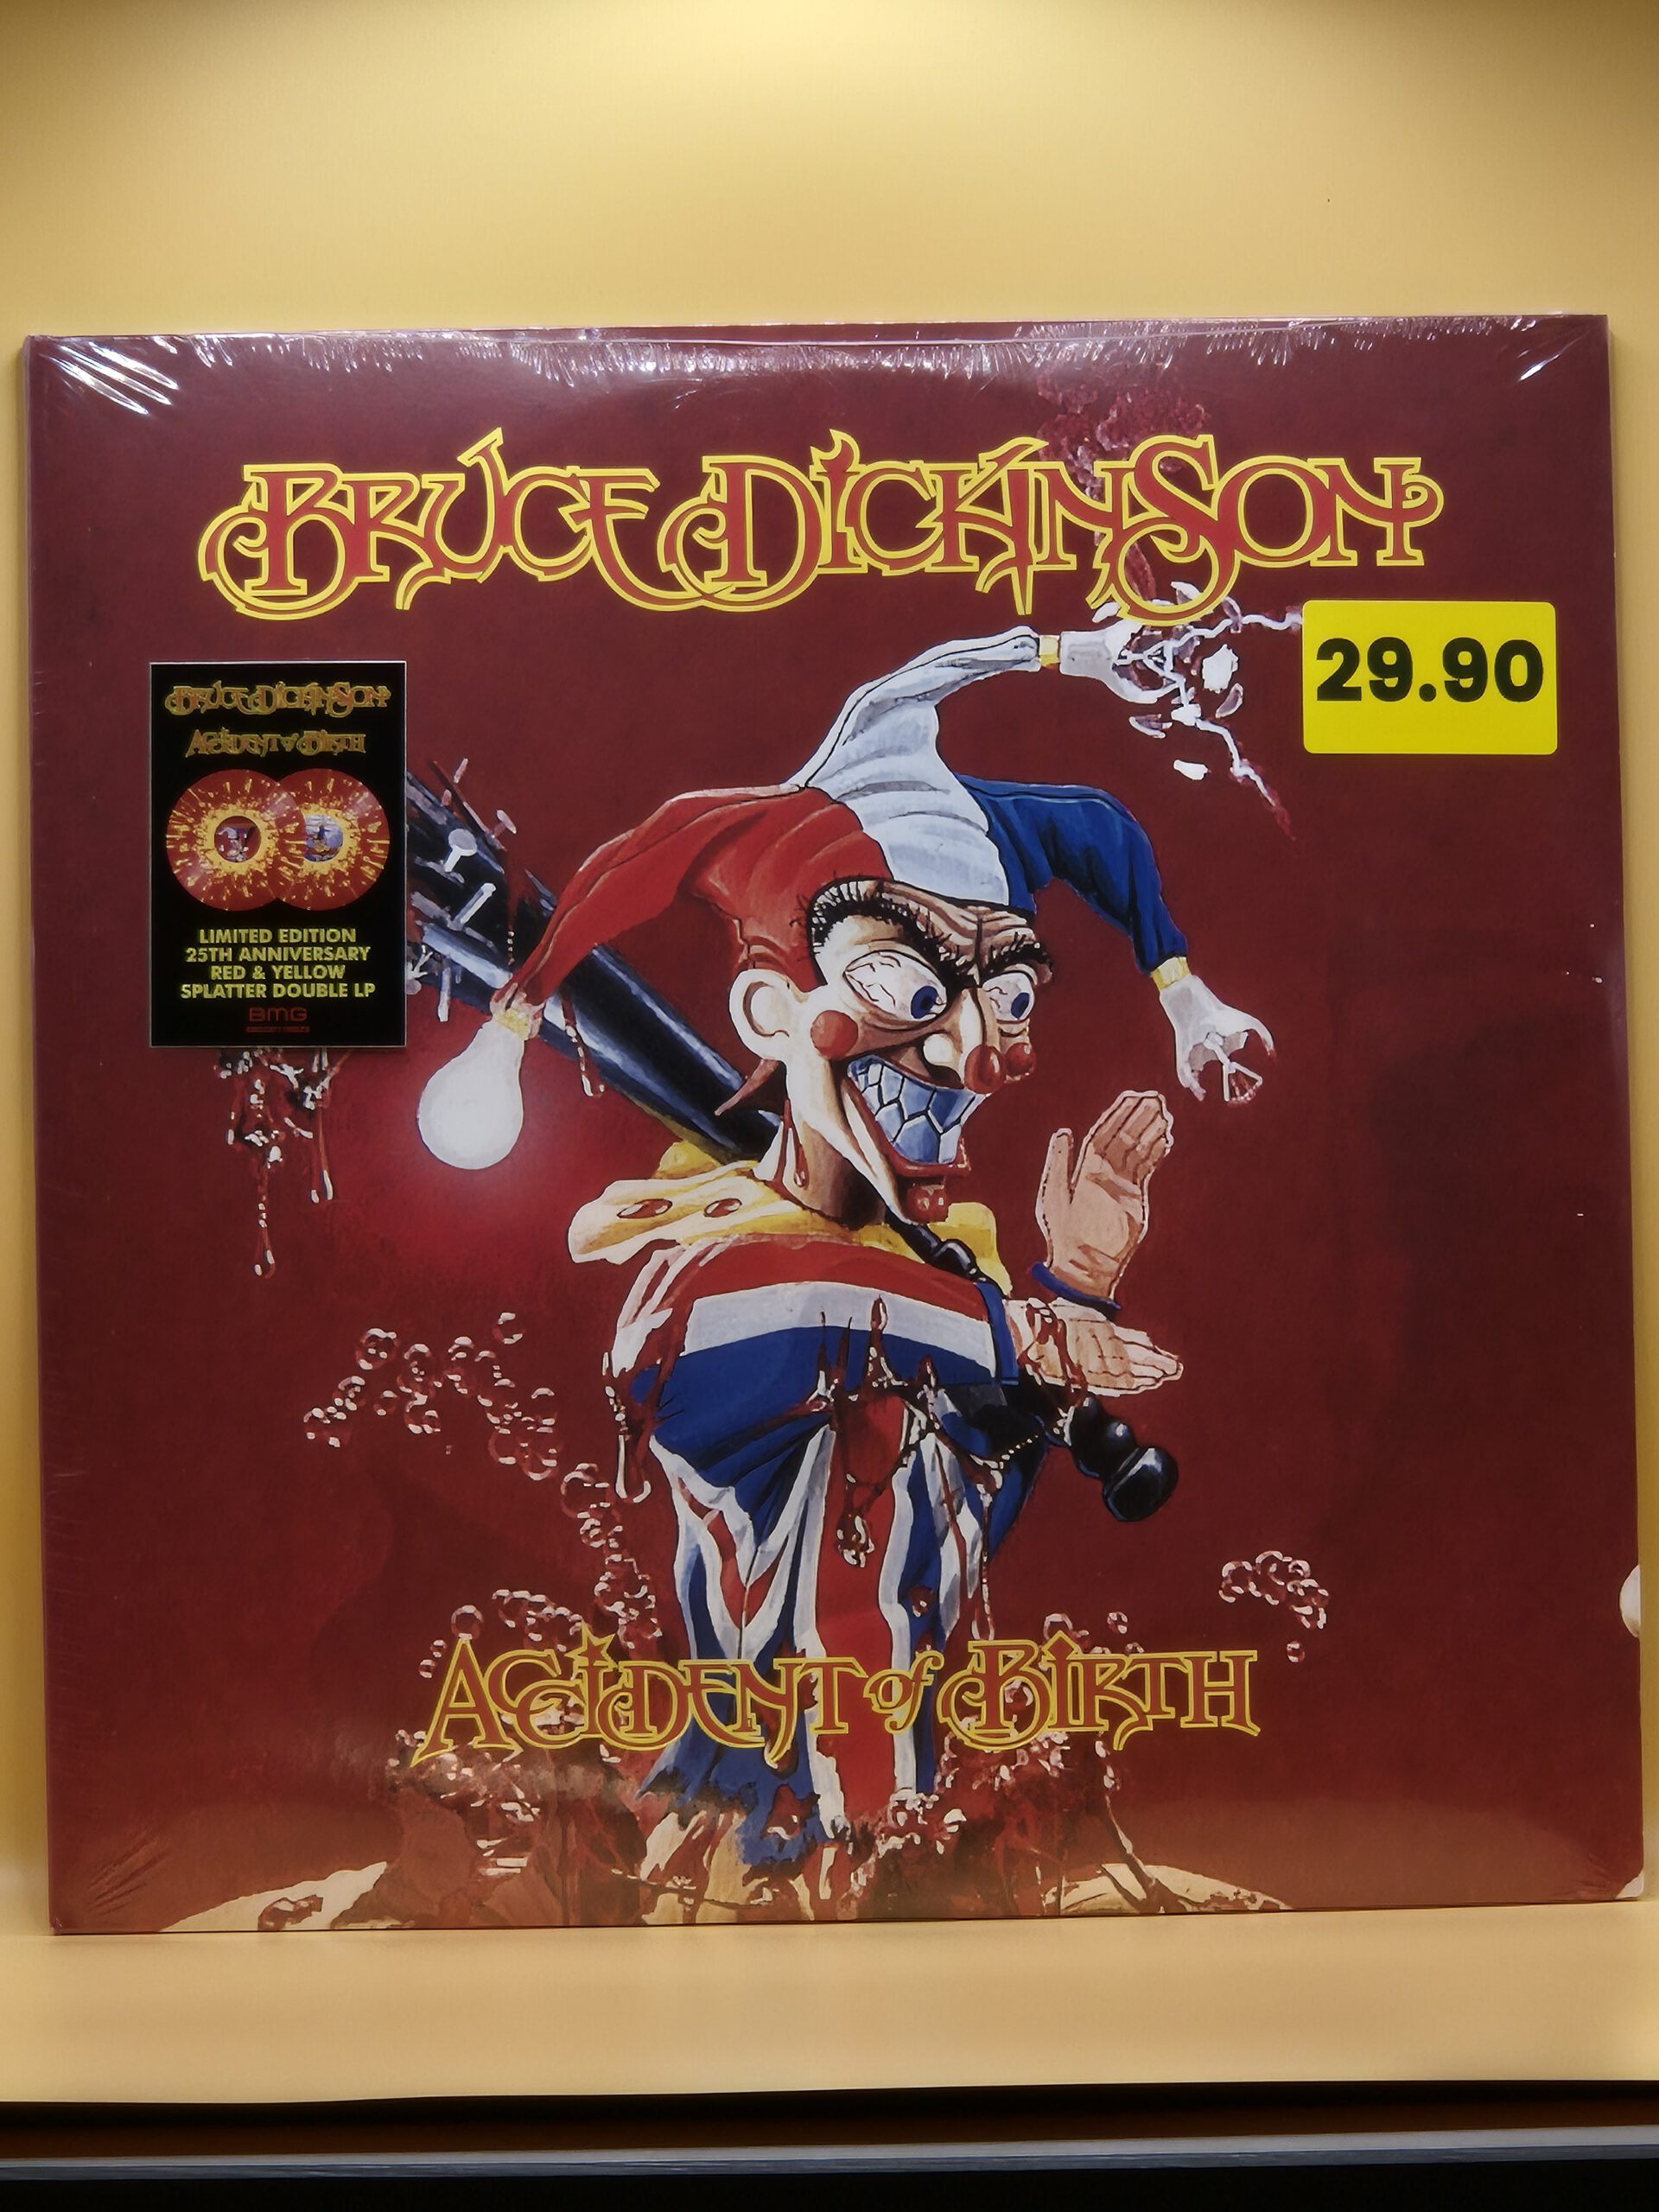 BRUCE DICKINSON
29.90
BRUCE DICKINSON
ACCIDENT of BIRTH
LIMITED EDITION
25TH ANNIVERSARY
RED & YELLOW
SPLATTER DOUBLE LP
BMG
ACCIDENT of BIRTH